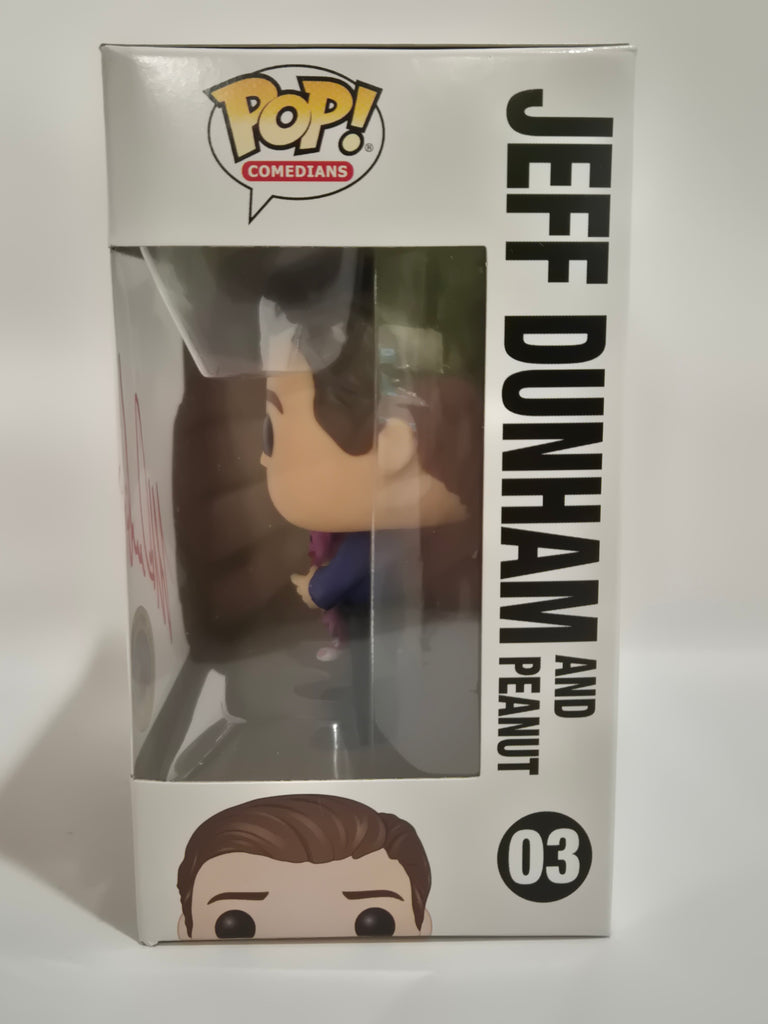 POP!®
COMEDIANS
JEFF DUNHAM
AND
PEANUT
03